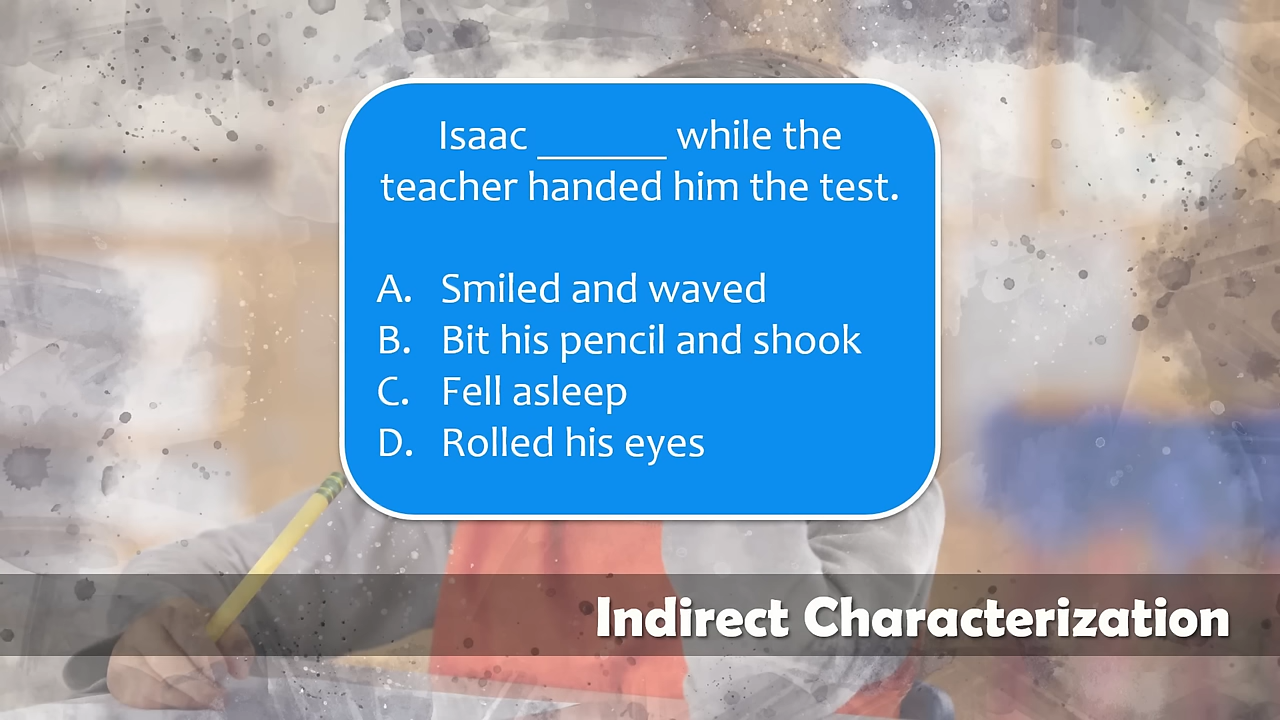 Isaac ______ while the
teacher handed him the test.
A. Smiled and waved
B. Bit his pencil and shook
C. Fell asleep
D. Rolled his eyes
Indirect Characterization